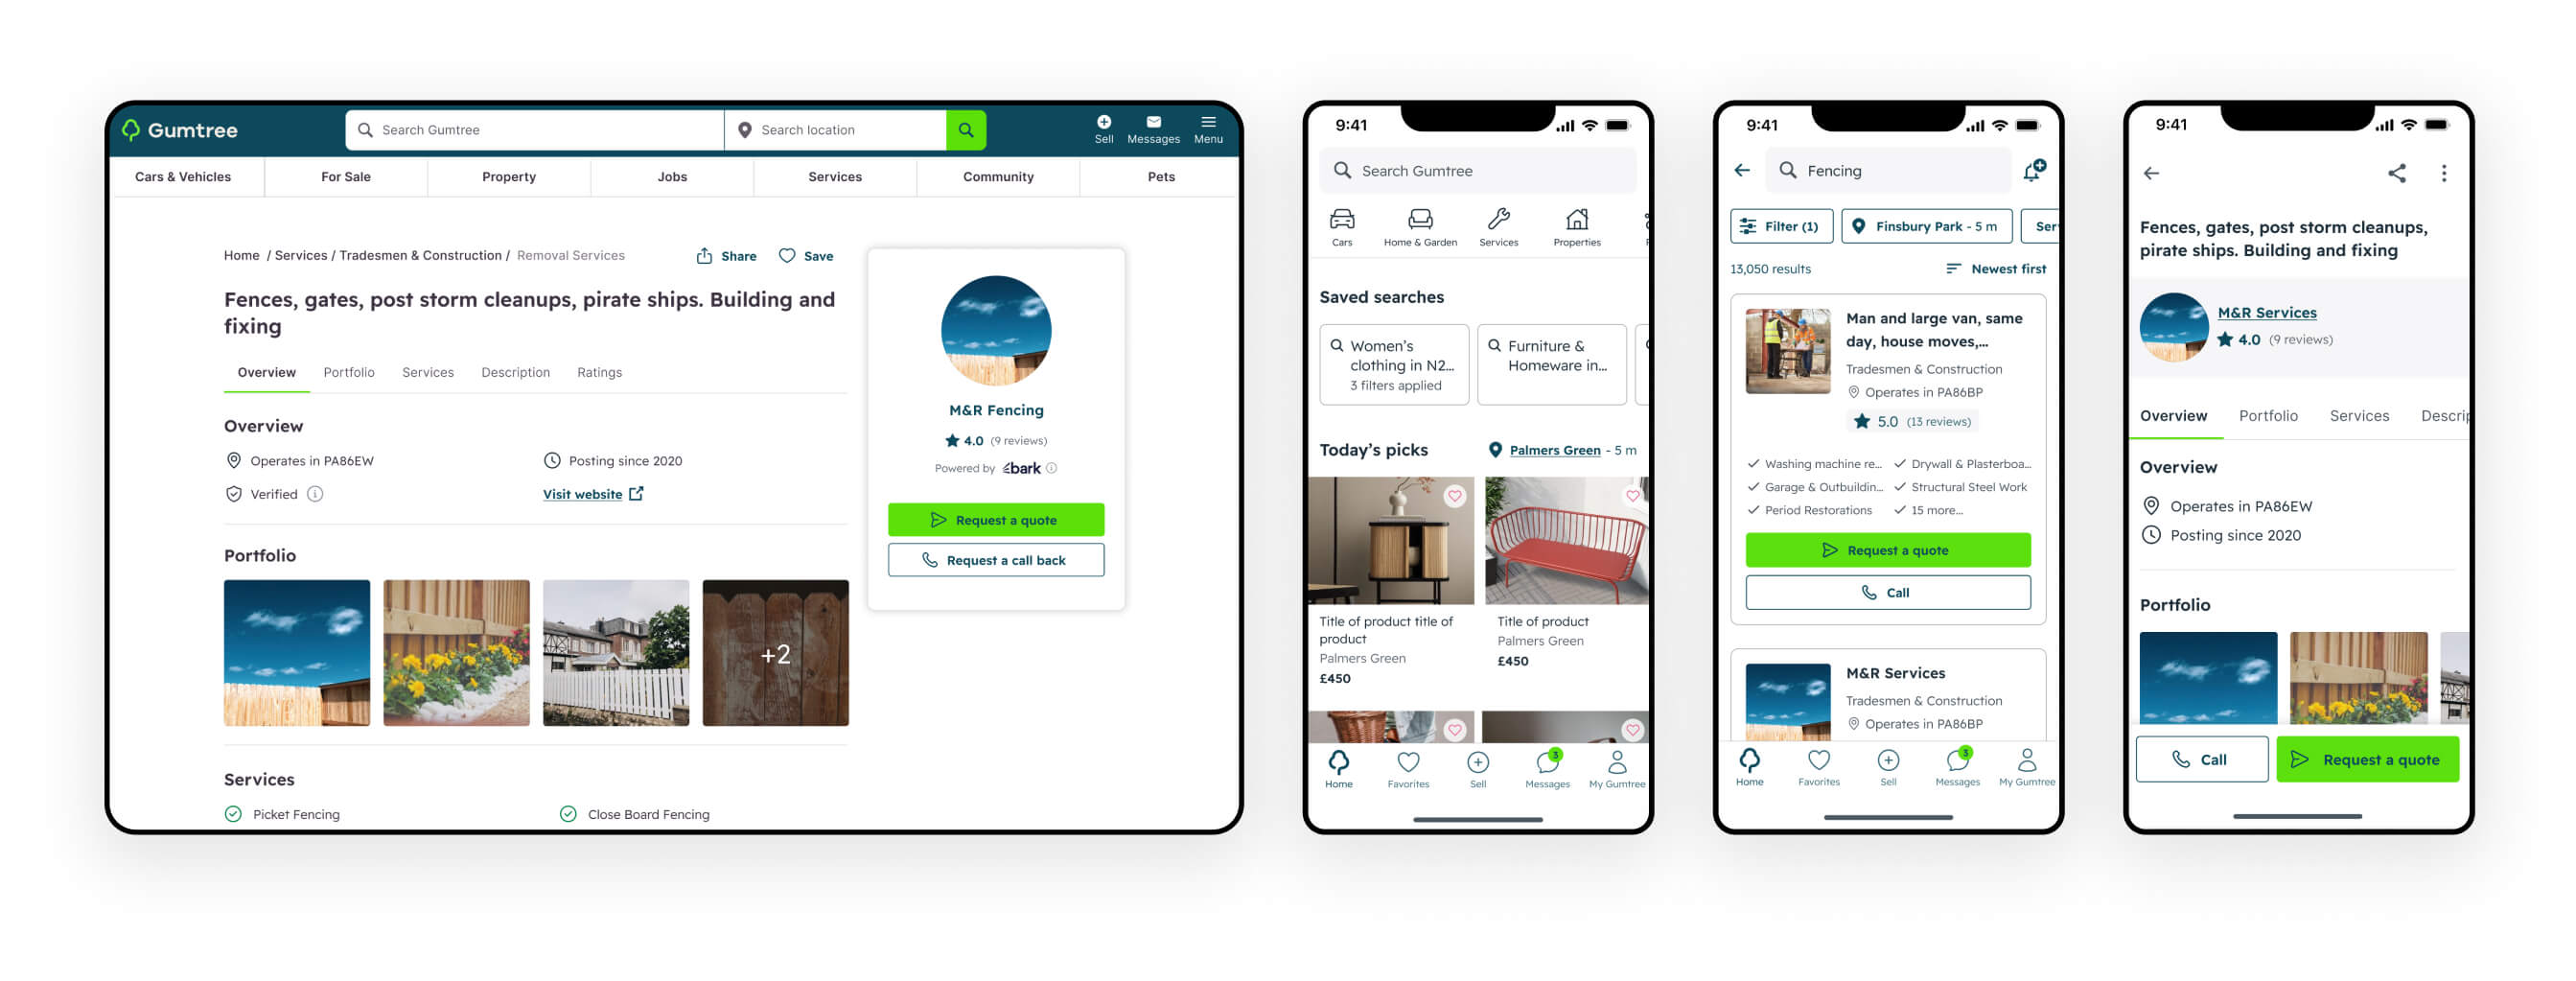 Gumtree
Search Gumtree
Search location
Sell
Messages
Menu
Cars & Vehicles
For Sale
Property
Jobs
Services
Community
Pets
Home / Services / Tradesmen & Construction / Removal Services
Share
Save
Fences, gates, post storm cleanups, pirate ships. Building and
fixing
Overview
Portfolio
Services
Description
Ratings
Overview
Operates in PA86EW
Posting since 2020
Verified
Visit website
Portfolio
+2
Services
Picket Fencing
Close Board Fencing
M&R Fencing
4.0 (9 reviews)
Powered by bark
Request a quote
Request a call back
9:41
Search Gumtree
Cars
Home & Garden
Services
Properties
Saved searches
Women's
clothing in N2...
3 filters applied
Furniture &
Homeware in...
Today's picks
Palmers Green - 5 m
Title of product title of
product
Palmers Green
£450
Title of product
Palmers Green
£450
Home
Favorites
Sell
3
Messages
My Gumtree
9:41
Fencing
Filter (1)
Finsbury Park - 5 m
Ser
13,050 results
Newest first
Man and large van, same
day, house moves,...
Tradesmen & Construction
Operates in PA86BP
5.0 (13 reviews)
Washing machine re...
Drywall & Plasterboa...
Garage & Outbuildin...
Structural Steel Work
Period Restorations
15 more...
Request a quote
Call
M&R Services
Tradesmen & Construction
Operates in PA86BP
Home
Favorites
Sell
3
Messages
My Gumtree
9:41
Fences, gates, post storm cleanups,
pirate ships. Building and fixing
M&R Services
4.0 (9 reviews)
Overview
Portfolio
Services
Descrip
Overview
Operates in PA86EW
Posting since 2020
Portfolio
Call
Request a quote